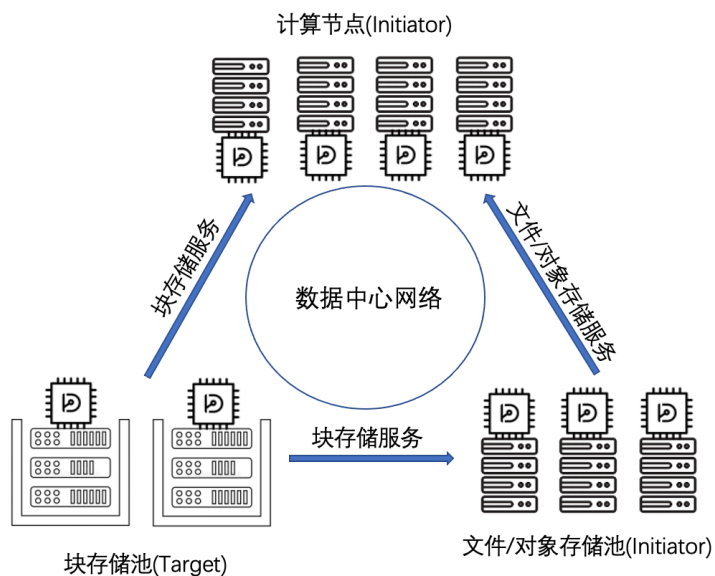 计算节点(Initiator)
块存储服务
文件/对象存储服务
数据中心网络
块存储服务
块存储池(Target)
文件/对象存储池(Initiator)